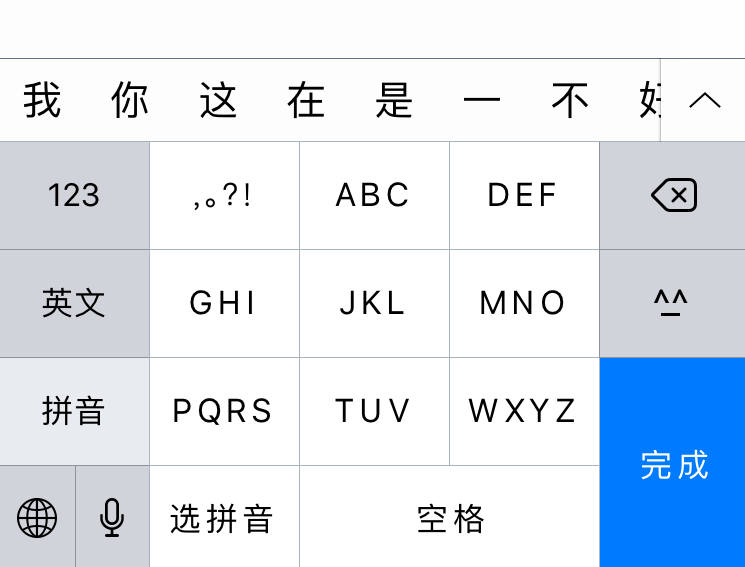 我 你 这 在 是 一 不 好
123 ,。?! ABC DEF
英文 GHI JKL MNO ^^
拼音 PQRS TUV WXYZ
完成
选拼音 空格